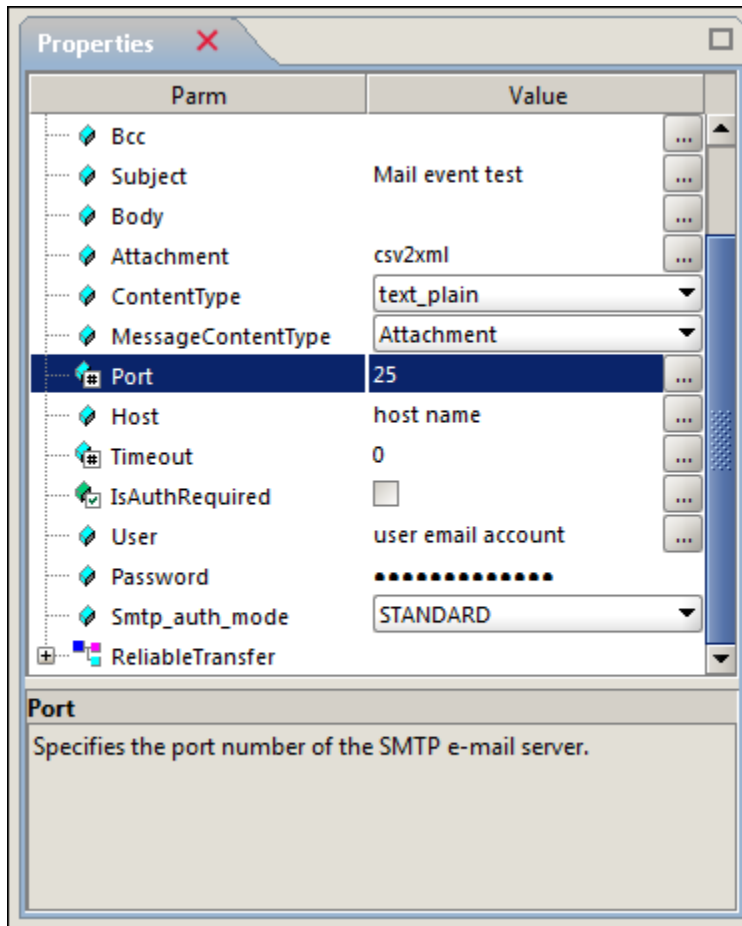 Properties
Parm Value
Bcc ...
Subject Mail event test ...
Body ...
Attachment csv2xml ...
ContentType text_plain
MessageContentType Attachment
# Port 25 ...
Host host name ...
# Timeout 0 ...
IsAuthRequired ...
User user email account ...
Password •••••••••••••
Smtp_auth_mode STANDARD
ReliableTransfer
Port
Specifies the port number of the SMTP e-mail server.